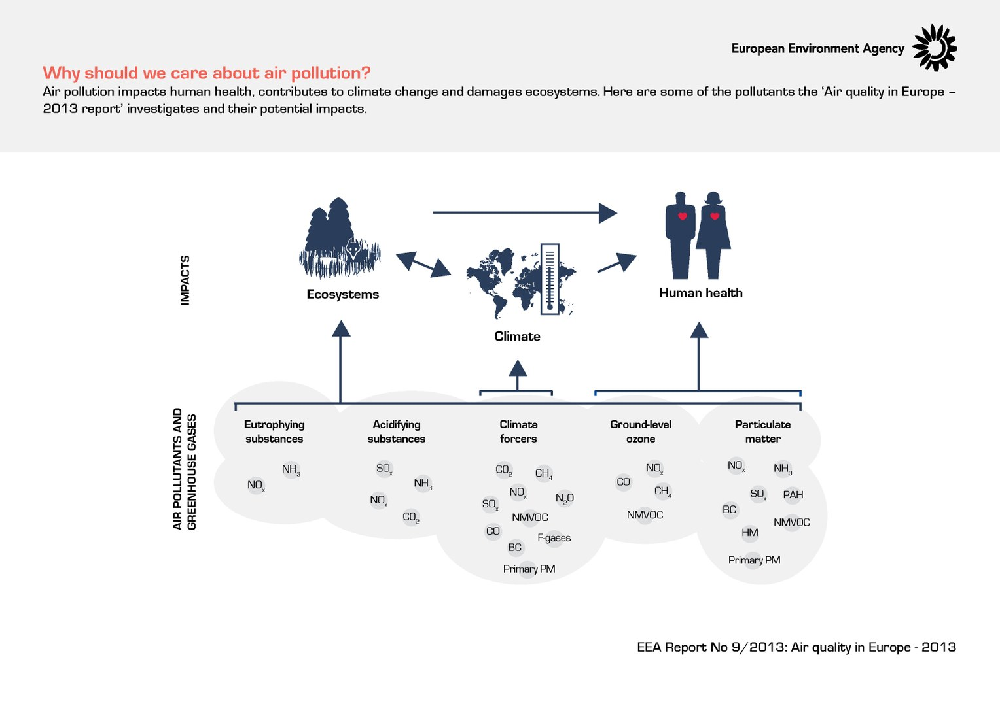 European Environment Agency
Why should we care about air pollution?
Air pollution impacts human health, contributes to climate change and damages ecosystems. Here are some of the pollutants the ‘Air quality in Europe –
2013 report’ investigates and their potential impacts.
IMPACTS
Ecosystems
Climate
Human health
AIR POLLUTANTS AND
GREENHOUSE GASES
Eutrophying
substances
NH₃
NOₓ
Acidifying
substances
SOₓ
NH₃
NOₓ
CO₂
Climate
forcers
CO₂
CH₄
NOₓ
N₂O
SOₓ
NMVOC
CO
F-gases
BC
Primary PM
Ground-level
ozone
NOₓ
CO
CH₄
NMVOC
Particulate
matter
NOₓ
NH₃
SOₓ
PAH
BC
NMVOC
HM
Primary PM
EEA Report No 9/2013: Air quality in Europe - 2013